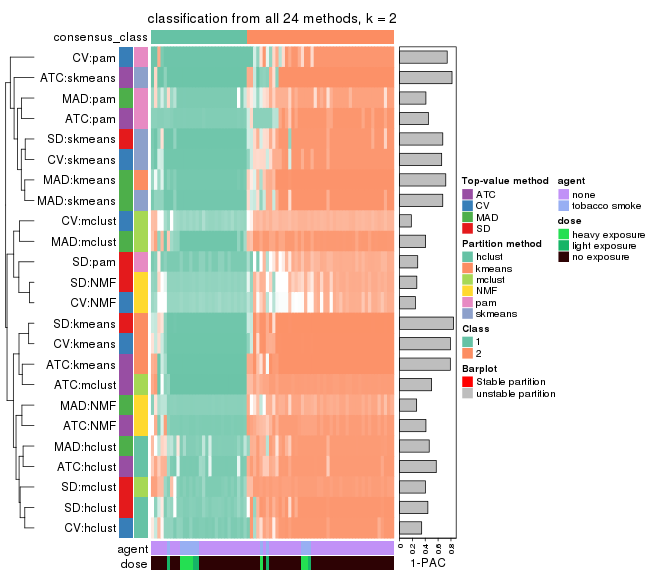 classification from all 24 methods, k = 2
consensus_class
CV:pam
ATC:skmeans
MAD:pam
ATC:pam
SD:skmeans
CV:skmeans
MAD:kmeans
MAD:skmeans
CV:mclust
MAD:mclust
SD:pam
SD:NMF
CV:NMF
SD:kmeans
CV:kmeans
ATC:kmeans
ATC:mclust
MAD:NMF
ATC:NMF
MAD:hclust
ATC:hclust
SD:mclust
SD:hclust
CV:hclust
agent
dose
0 0.2 0.4 0.6 0.8
1-PAC
Top-value method
ATC
CV
MAD
SD
Partition method
hclust
kmeans
mclust
NMF
pam
skmeans
Class
1
2
Barplot
Stable partition
unstable partition
agent
none
tobacco smoke
dose
heavy exposure
light exposure
no exposure